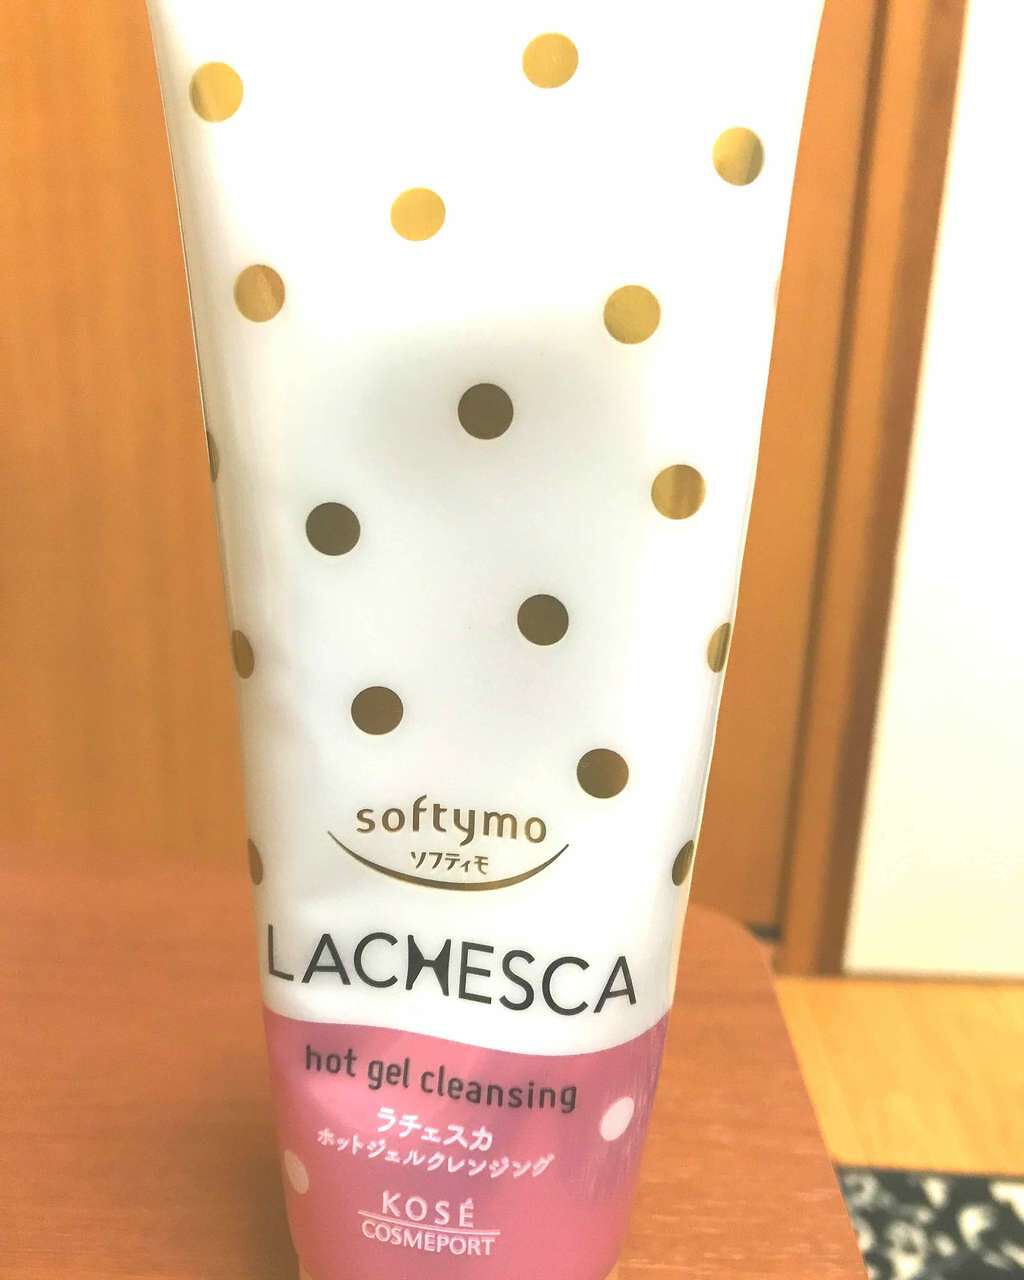 softymo
ソフティモ
LACHESCA
hot gel cleansing
ラチェスカ
ホットジェルクレンジング
KOSÉ
COSMEPORT